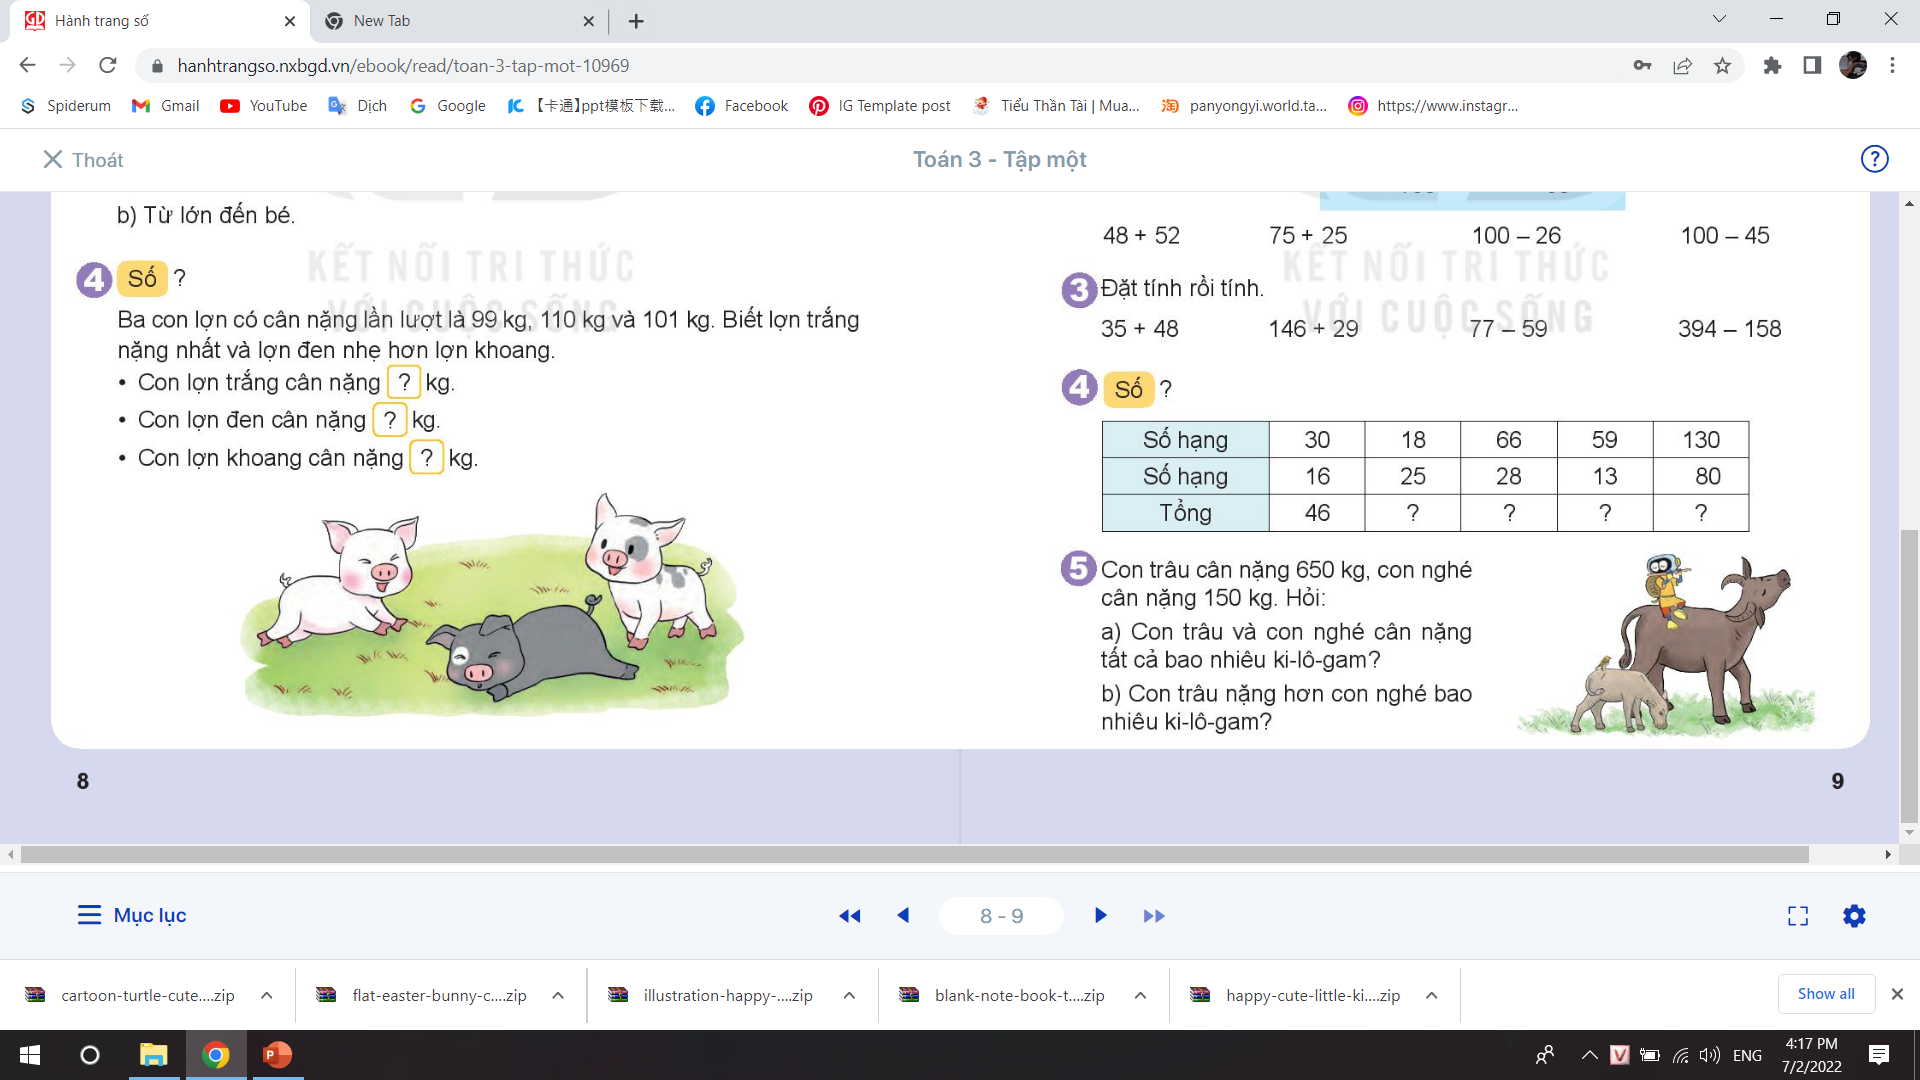 Hành trang số
New Tab
hanhtrangso.nxbgd.vn/ebook/read/toan-3-tap-mot-10969
Spiderum
Gmail
YouTube
Dịch
Google
【卡通】ppt模板下载...
Facebook
IG Template post
Tiểu Thần Tài | Mua...
panyongyi.world.ta...
https://www.instagr...
Thoát
Toán 3 - Tập một
b) Từ lớn đến bé.
KẾT NỐI TRI THỨC
VỚI CUỘC SỐNG
4 Số ?
Ba con lợn có cân nặng lần lượt là 99 kg, 110 kg và 101 kg. Biết lợn trắng
nặng nhất và lợn đen nhẹ hơn lợn khoang.
• Con lợn trắng cân nặng ? kg.
• Con lợn đen cân nặng ? kg.
• Con lợn khoang cân nặng ? kg.
8
48 + 52 75 + 25 100 – 26 100 – 45
KẾT NỐI TRI THỨC
VỚI CUỘC SỐNG
3 Đặt tính rồi tính.
35 + 48 146 + 29 77 – 59 394 – 158
4 Số ?
Số hạng 30 18 66 59 130
Số hạng 16 25 28 13 80
Tổng 46 ? ? ? ?
5 Con trâu cân nặng 650 kg, con nghé
cân nặng 150 kg. Hỏi:
a) Con trâu và con nghé cân nặng
tất cả bao nhiêu ki-lô-gam?
b) Con trâu nặng hơn con nghé bao
nhiêu ki-lô-gam?
9
Mục lục
8 - 9
cartoon-turtle-cute....zip
flat-easter-bunny-c....zip
illustration-happy-....zip
blank-note-book-t....zip
happy-cute-little-ki....zip
Show all
ENG
4:17 PM
7/2/2022